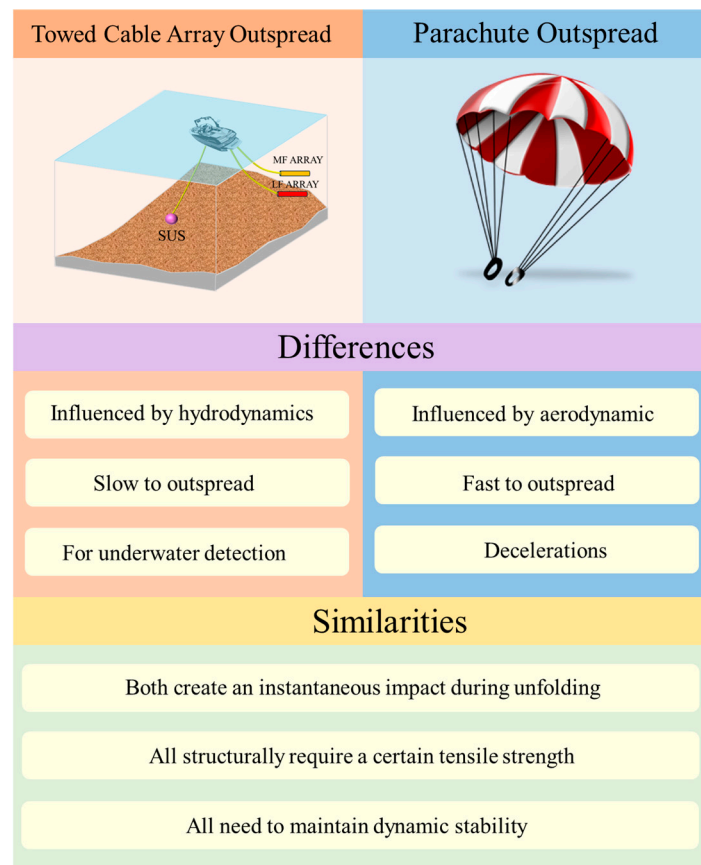 Towed Cable Array Outspread
Parachute Outspread
MF ARRAY
LF ARRAY
SUS
Differences
Influenced by hydrodynamics
Influenced by aerodynamic
Slow to outspread
Fast to outspread
For underwater detection
Decelerations
Similarities
Both create an instantaneous impact during unfolding
All structurally require a certain tensile strength
All need to maintain dynamic stability